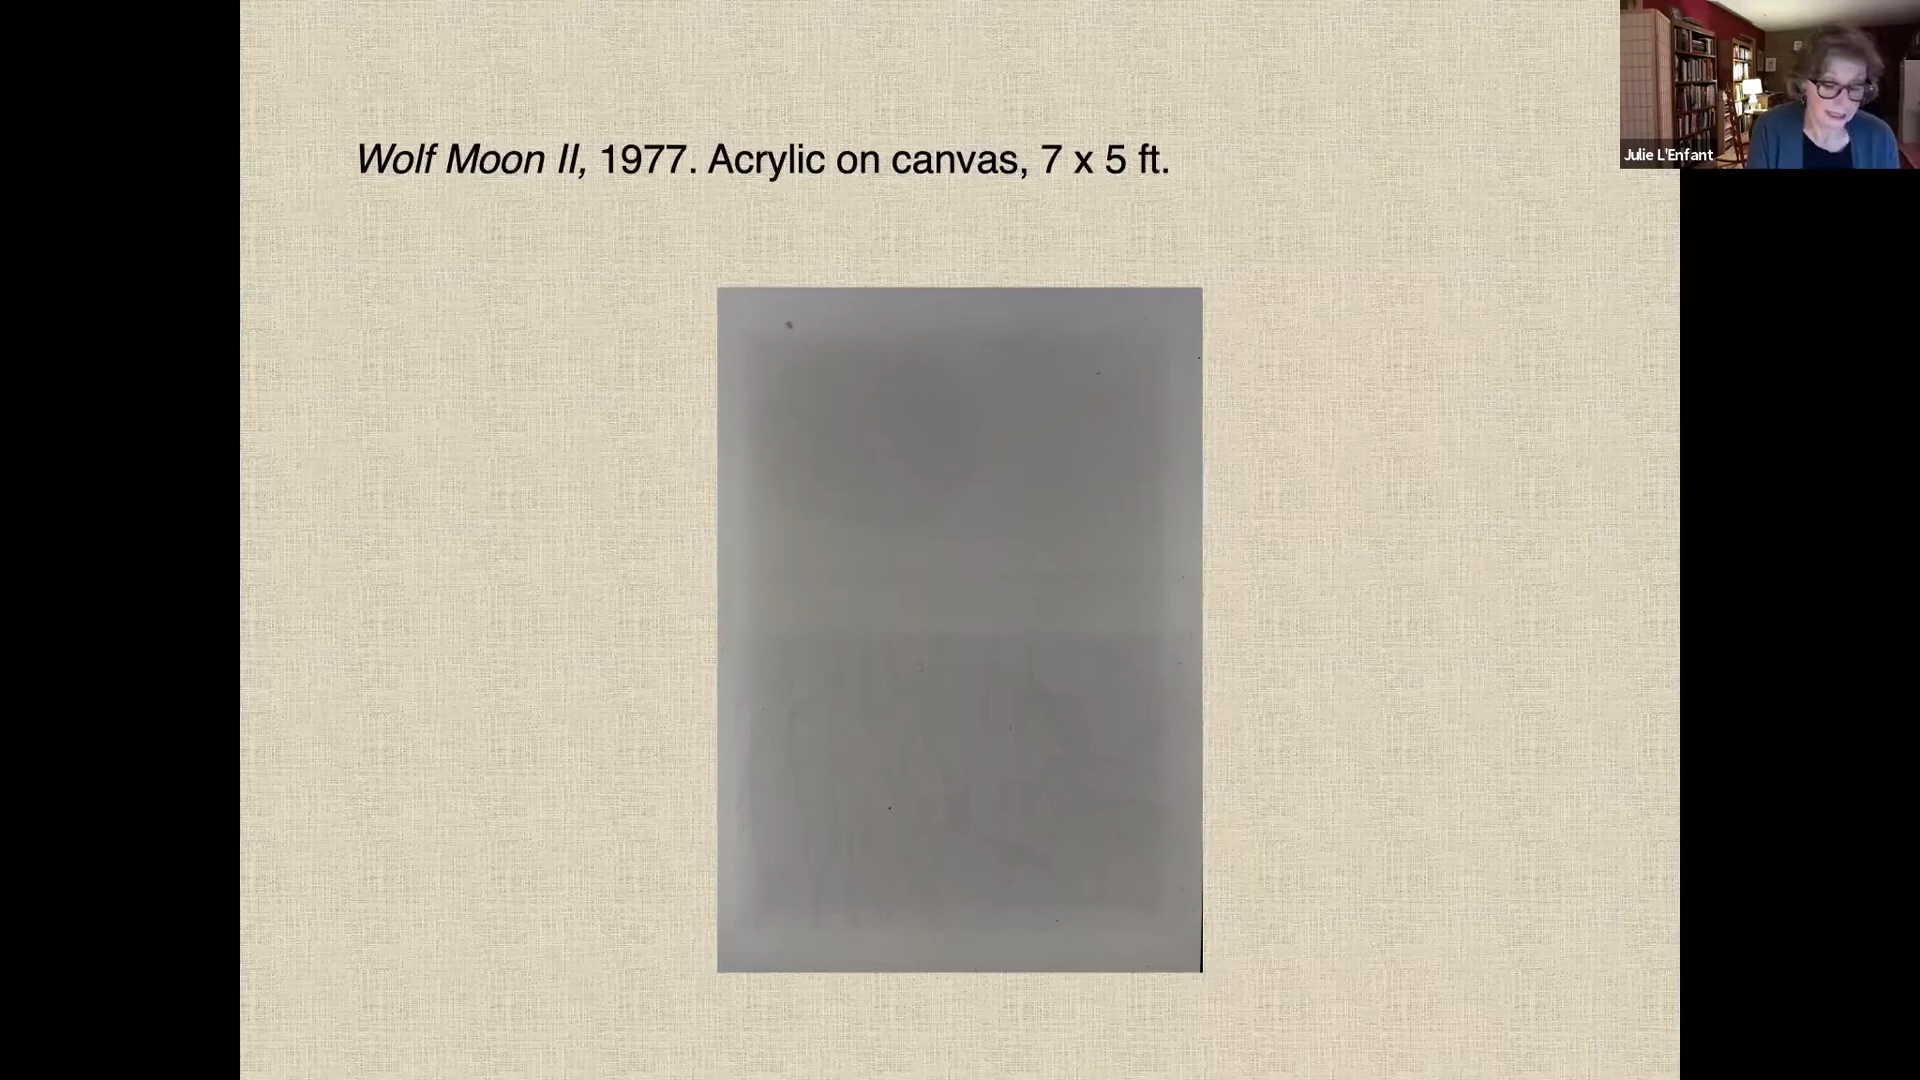 Wolf Moon II, 1977. Acrylic on canvas, 7 x 5 ft.
Julie L'Enfant